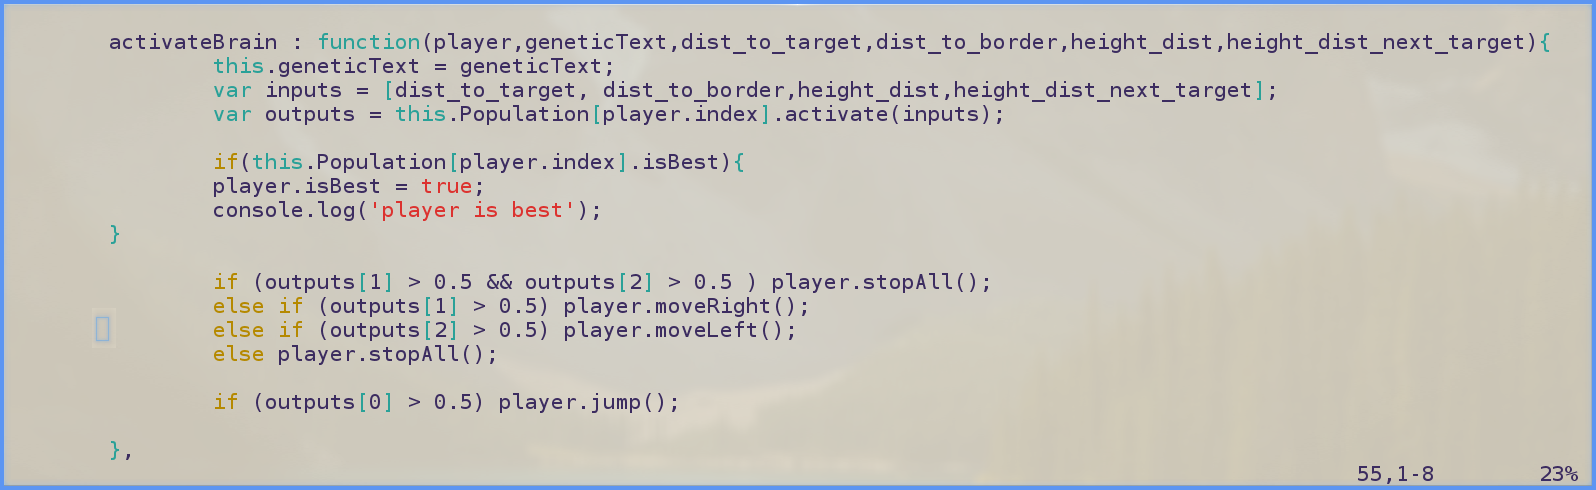 activateBrain : function(player,geneticText,dist_to_target,dist_to_border,height_dist,height_dist_next_target){
        this.geneticText = geneticText;
        var inputs = [dist_to_target, dist_to_border,height_dist,height_dist_next_target];
        var outputs = this.Population[player.index].activate(inputs);

        if(this.Population[player.index].isBest){
        player.isBest = true;
        console.log('player is best');
}

        if (outputs[1] > 0.5 && outputs[2] > 0.5 ) player.stopAll();
        else if (outputs[1] > 0.5) player.moveRight();
        else if (outputs[2] > 0.5) player.moveLeft();
        else player.stopAll();

        if (outputs[0] > 0.5) player.jump();

},
55,1-8 23%